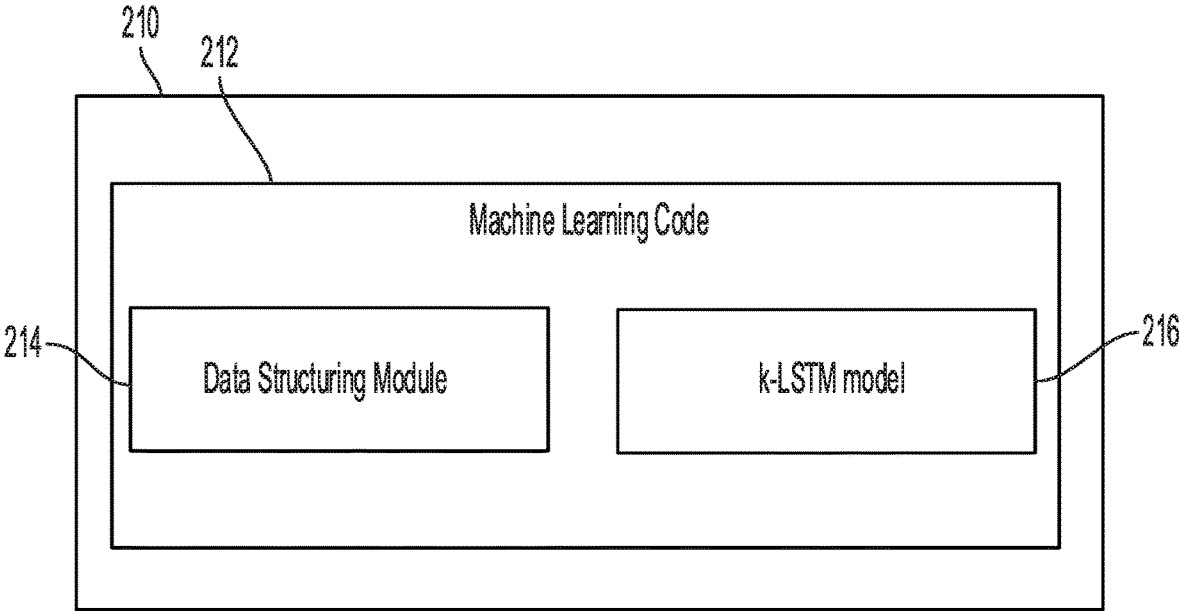 210
212
Machine Learning Code
214
Data Structuring Module
k-LSTM model
216